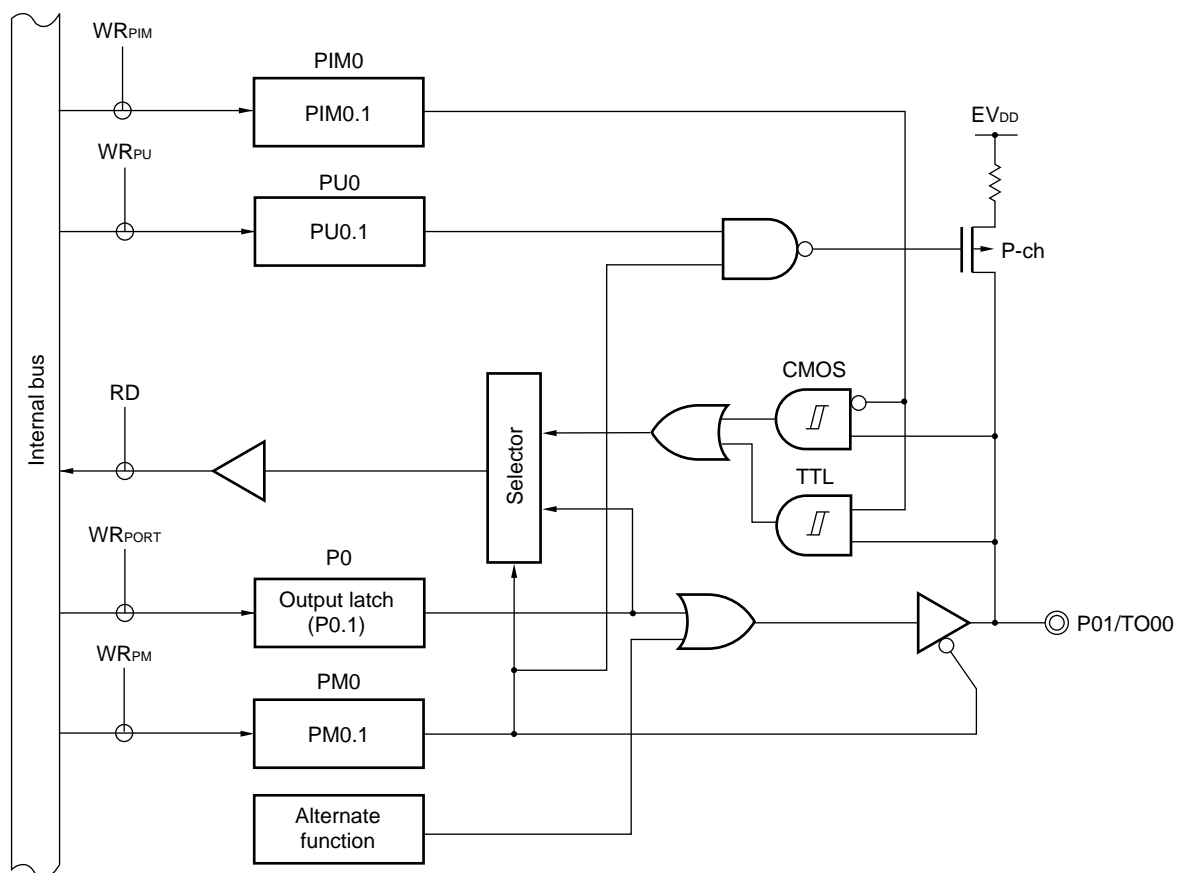 WRPIM
PIM0
PIM0.1
EVDD
WRPU
PU0
PU0.1
P-ch
Internal bus
RD
Selector
CMOS
TTL
WRPORT
P0
Output latch
(P0.1)
P01/TO00
WRPM
PM0
PM0.1
Alternate
function